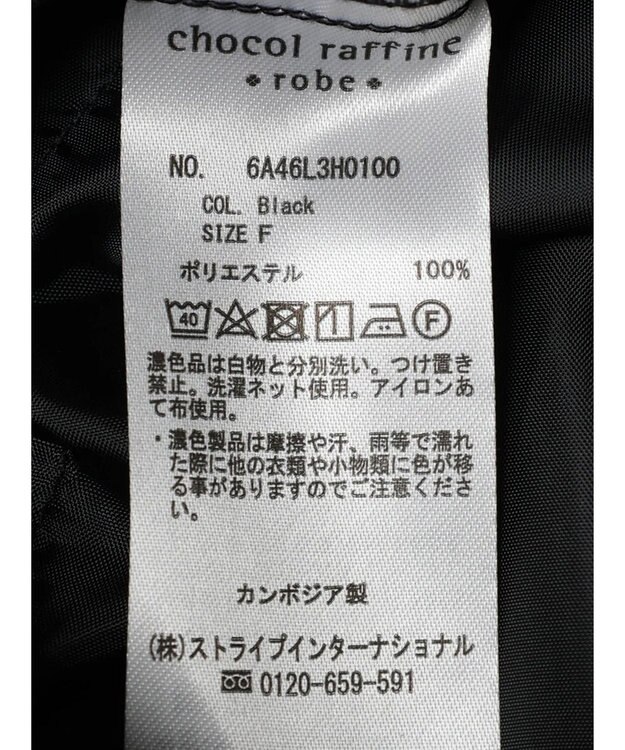 chocol raffine
robe
NO. 6A46L3H0100
COL. Black
SIZE F
ポリエステル 100%
40 F
濃色品は白物と分別洗い。つけ置き
禁止。洗濯ネット使用。アイロンあ
て布使用。
・濃色製品は摩擦や汗、雨等で濡れ
た際に他の衣類や小物類に色が移
る事がありますのでご注意くださ
い。
カンボジア製
(株)ストライプインターナショナル
0120-659-591